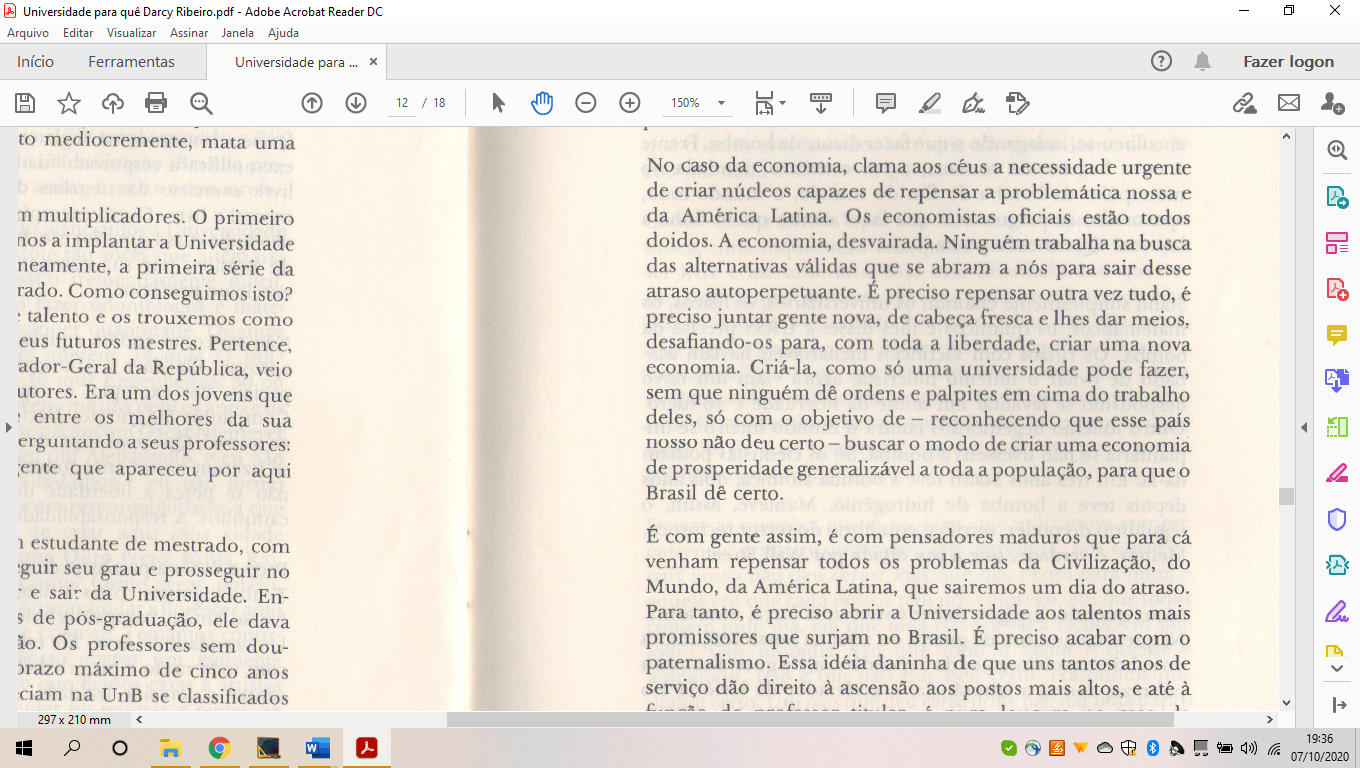 Universidade para quê Darcy Ribeiro.pdf - Adobe Acrobat Reader DC
Arquivo Editar Visualizar Assinar Janela Ajuda
Início Ferramentas Universidade para ... × Fazer logon
12 / 18 150%
to mediocremente, mata uma
m multiplicadores. O primeiro
nos a implantar a Universidade
neamente, a primeira série da
rado. Como conseguimos isto?
e talento e os trouxemos como
eus futuros mestres. Pertence,
ador-Geral da República, veio
utores. Era um dos jovens que
e entre os melhores da sua
erguntando a seus professores:
gente que apareceu por aqui
m estudante de mestrado, com
eguir seu grau e prosseguir no
r e sair da Universidade. En-
s de pós-graduação, ele dava
ão. Os professores sem dou-
prazo máximo de cinco anos
eciam na UnB se classificados
No caso da economia, clama aos céus a necessidade urgente
de criar núcleos capazes de repensar a problemática nossa e
da América Latina. Os economistas oficiais estão todos
doidos. A economia, desvairada. Ninguém trabalha na busca
das alternativas válidas que se abram a nós para sair desse
atraso autoperpetuante. É preciso repensar outra vez tudo, é
preciso juntar gente nova, de cabeça fresca e lhes dar meios,
desafiando-os para, com toda a liberdade, criar uma nova
economia. Criá-la, como só uma universidade pode fazer,
sem que ninguém dê ordens e palpites em cima do trabalho
deles, só com o objetivo de – reconhecendo que esse país
nosso não deu certo – buscar o modo de criar uma economia
de prosperidade generalizável a toda a população, para que o
Brasil dê certo.
É com gente assim, é com pensadores maduros que para cá
venham repensar todos os problemas da Civilização, do
Mundo, da América Latina, que sairemos um dia do atraso.
Para tanto, é preciso abrir a Universidade aos talentos mais
promissores que surjam no Brasil. É preciso acabar com o
paternalismo. Essa idéia daninha de que uns tantos anos de
serviço dão direito à ascensão aos postos mais altos, e até à
297 x 210 mm
19:36
07/10/2020